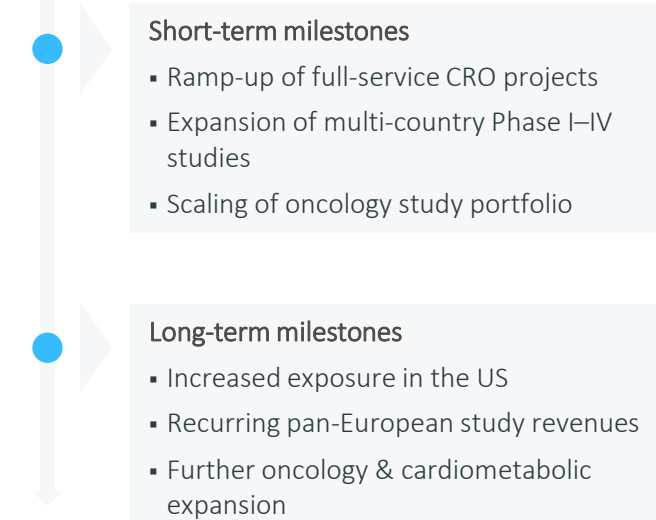 Short-term milestones
▪ Ramp-up of full-service CRO projects
▪ Expansion of multi-country Phase I–IV
studies
▪ Scaling of oncology study portfolio
Long-term milestones
▪ Increased exposure in the US
▪ Recurring pan-European study revenues
▪ Further oncology & cardiometabolic
expansion